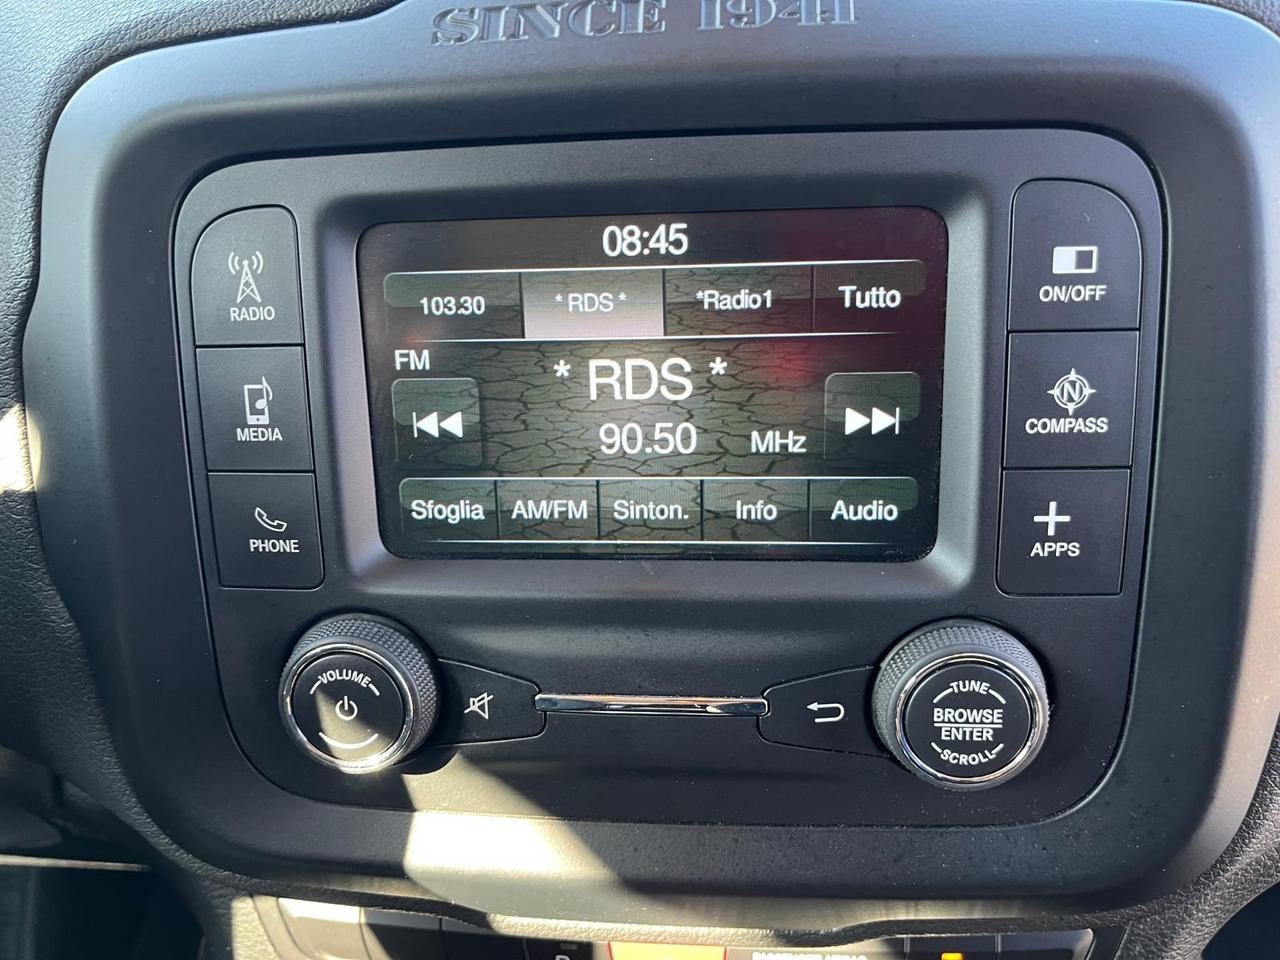 SINCE 1941
08:45
103.30
* RDS *
*Radio1
Tutto
FM
* RDS *
90.50 MHz
Sfoglia
AM/FM
Sinton.
Info
Audio
RADIO
MEDIA
PHONE
ON/OFF
N
COMPASS
APPS
VOLUME
TUNE
BROWSE
ENTER
SCROLL